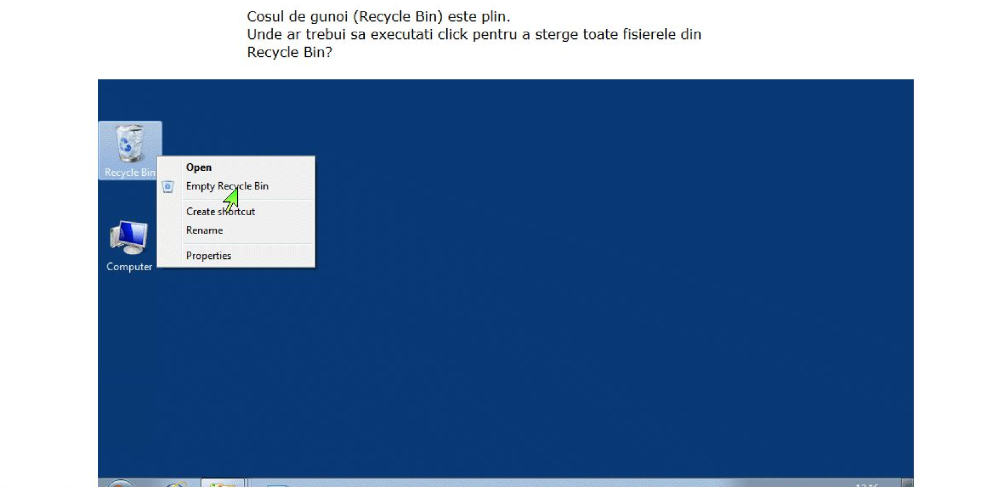 Cosul de gunoi (Recycle Bin) este plin.
Unde ar trebui sa executati click pentru a sterge toate fisierele din
Recycle Bin?
Recycle Bin
Open
Empty Recycle Bin
Create shortcut
Rename
Properties
Computer